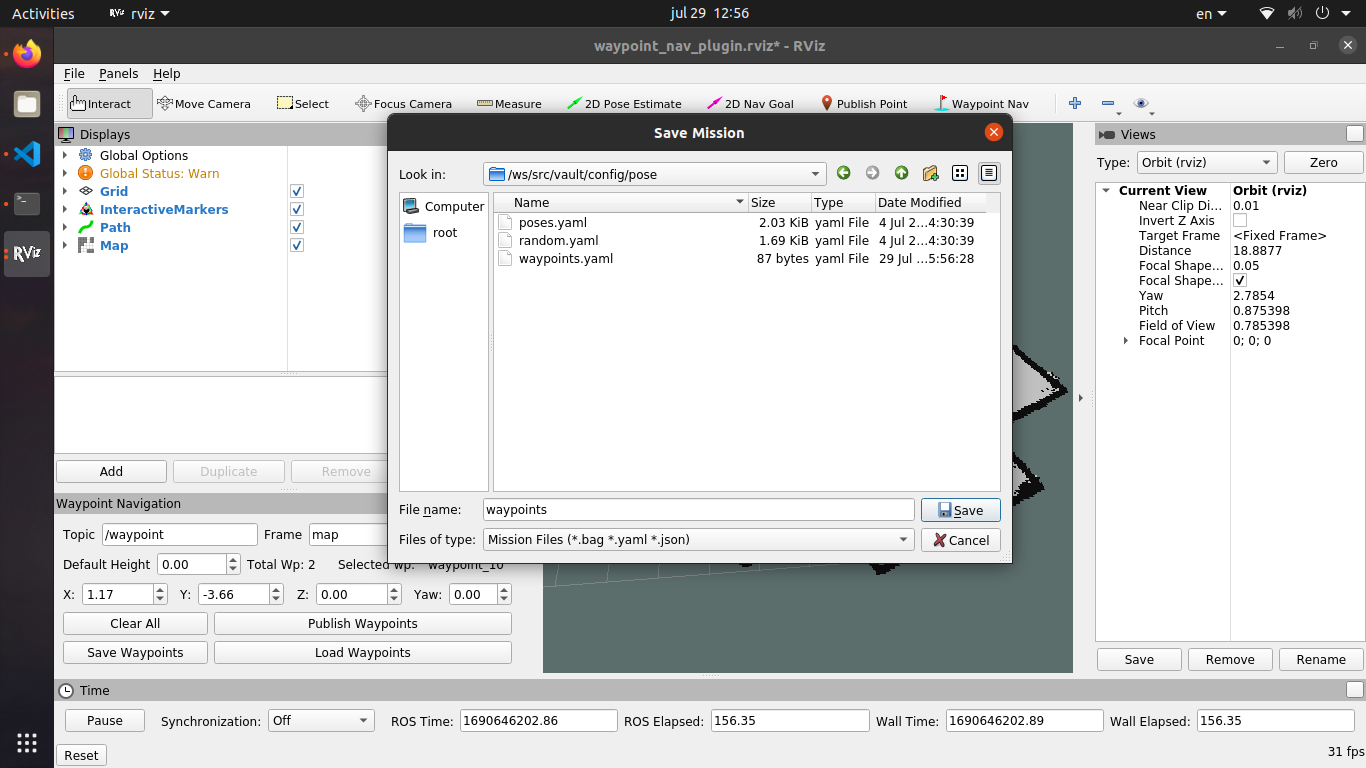 Activities rviz jul 29 12:56 en
waypoint_nav_plugin.rviz* - RViz
File Panels Help
Interact Move Camera Select Focus Camera Measure 2D Pose Estimate 2D Nav Goal Publish Point Waypoint Nav
Displays
Global Options
Global Status: Warn
Grid
InteractiveMarkers
Path
Map
Add Duplicate Remove
Waypoint Navigation
Topic /waypoint Frame map
Default Height 0.00 Total Wp: 2 Selected wp: waypoint_10
X: 1.17 Y: -3.66 Z: 0.00 Yaw: 0.00
Clear All Publish Waypoints
Save Waypoints Load Waypoints
Save Mission
Look in: /ws/src/vault/config/pose
Computer
root
Name Size Type Date Modified
poses.yaml 2.03 KiB yaml File 4 Jul 2...4:30:39
random.yaml 1.69 KiB yaml File 4 Jul 2...4:30:39
waypoints.yaml 87 bytes yaml File 29 Jul ...5:56:28
File name: waypoints Save
Files of type: Mission Files (*.bag *.yaml *.json) Cancel
Views
Type: Orbit (rviz) Zero
Current View Orbit (rviz)
Near Clip Di... 0.01
Invert Z Axis
Target Frame <Fixed Frame>
Distance 18.8877
Focal Shape... 0.05
Focal Shape...
Yaw 2.7854
Pitch 0.875398
Field of View 0.785398
Focal Point 0; 0; 0
Save Remove Rename
Time
Pause Synchronization: Off ROS Time: 1690646202.86 ROS Elapsed: 156.35 Wall Time: 1690646202.89 Wall Elapsed: 156.35
Reset 31 fps